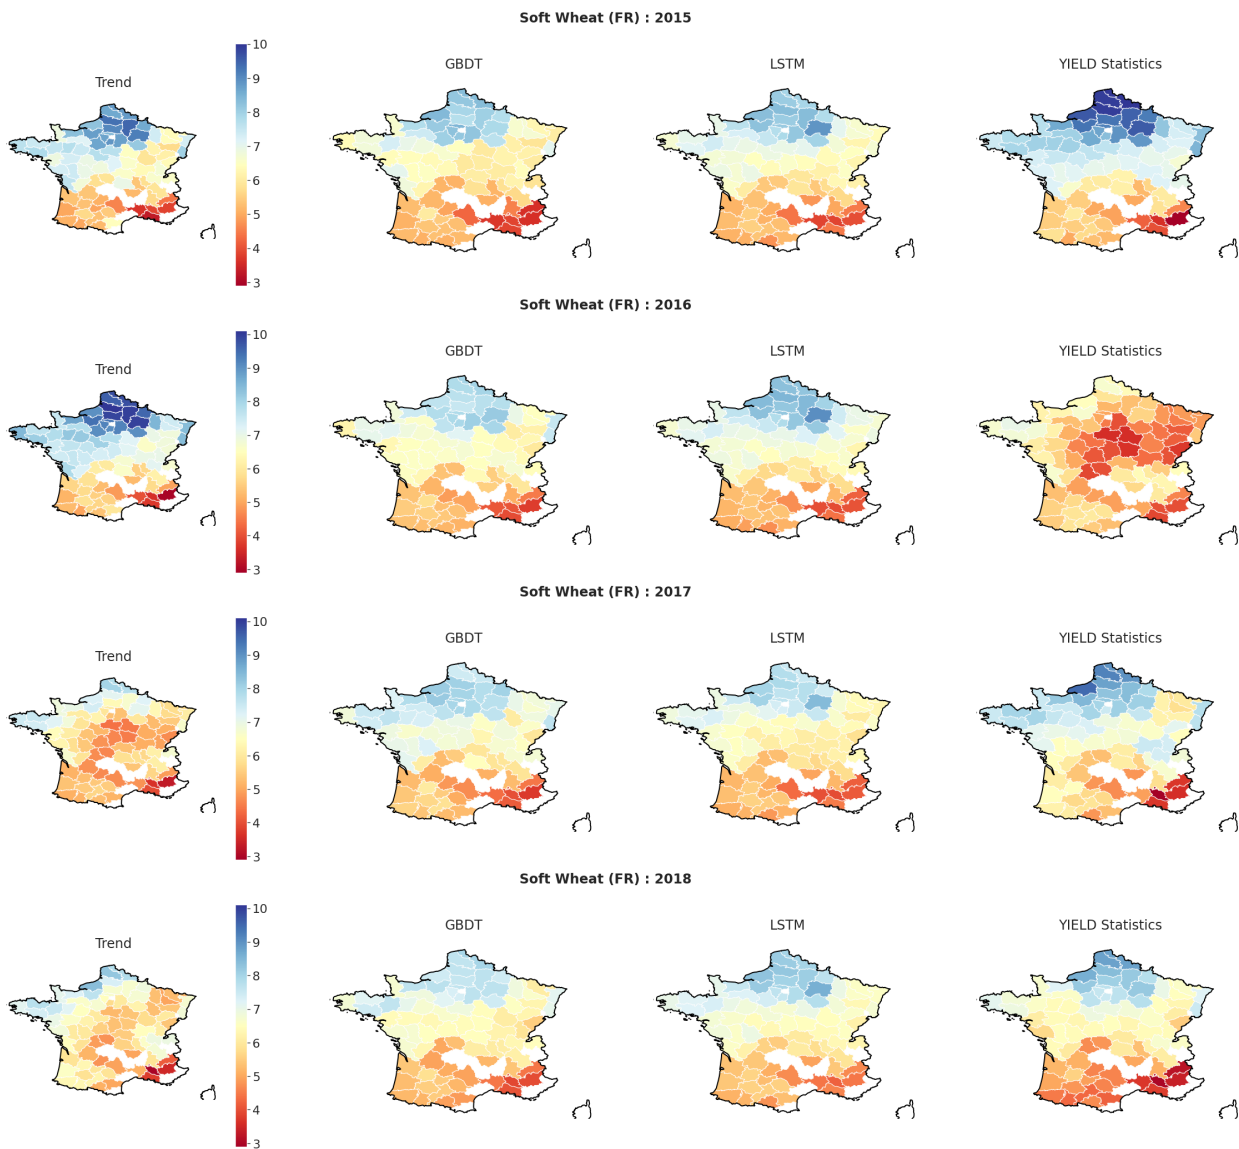 Soft Wheat (FR) : 2015
Trend
GBDT
LSTM
YIELD Statistics
10
9
8
7
6
5
4
3
Soft Wheat (FR) : 2016
Trend
GBDT
LSTM
YIELD Statistics
10
9
8
7
6
5
4
3
Soft Wheat (FR) : 2017
Trend
GBDT
LSTM
YIELD Statistics
10
9
8
7
6
5
4
3
Soft Wheat (FR) : 2018
Trend
GBDT
LSTM
YIELD Statistics
10
9
8
7
6
5
4
3